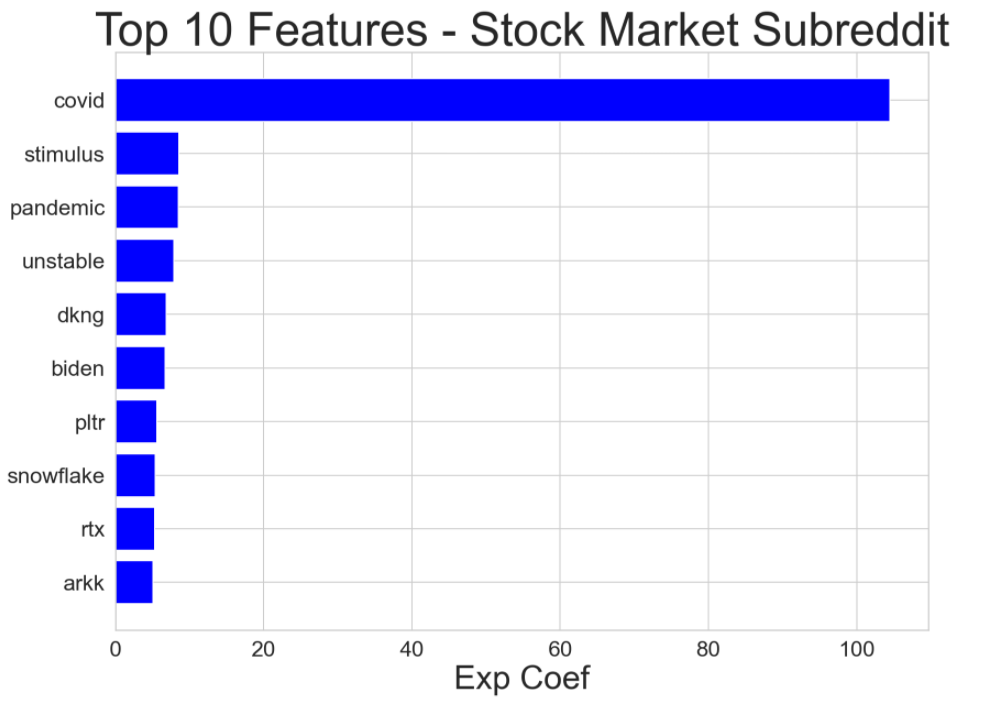 Top 10 Features - Stock Market Subreddit
covid
stimulus
pandemic
unstable
dkng
biden
pltr
snowflake
rtx
arkk
0 20 40 60 80 100
Exp Coef